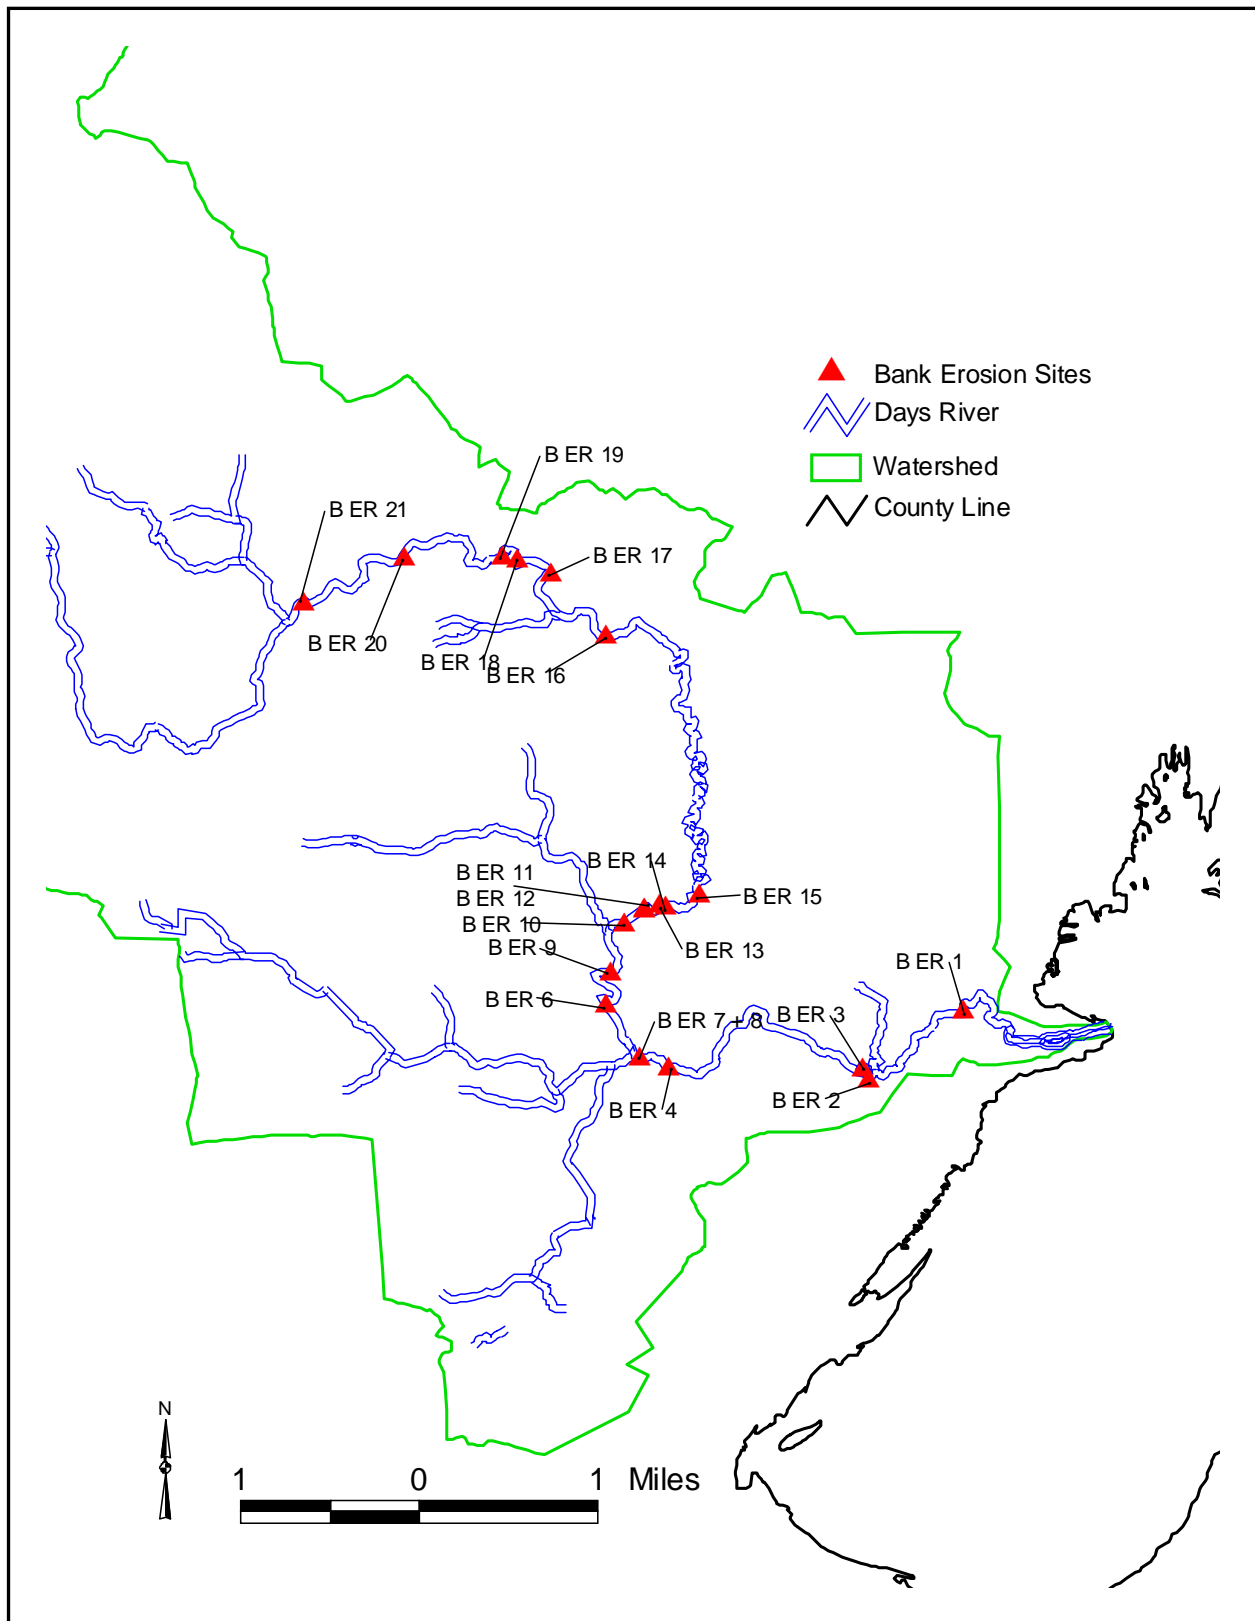 Bank Erosion Sites
Days River
Watershed
County Line
B ER 19
B ER 21
B ER 17
B ER 20
B ER 18
B ER 16
B ER 14
B ER 11
B ER 12
B ER 15
B ER 10
B ER 9
B ER 13
B ER 1
B ER 6
B ER 7 + 8
B ER 3
B ER 2
B ER 4
N
1 0 1 Miles